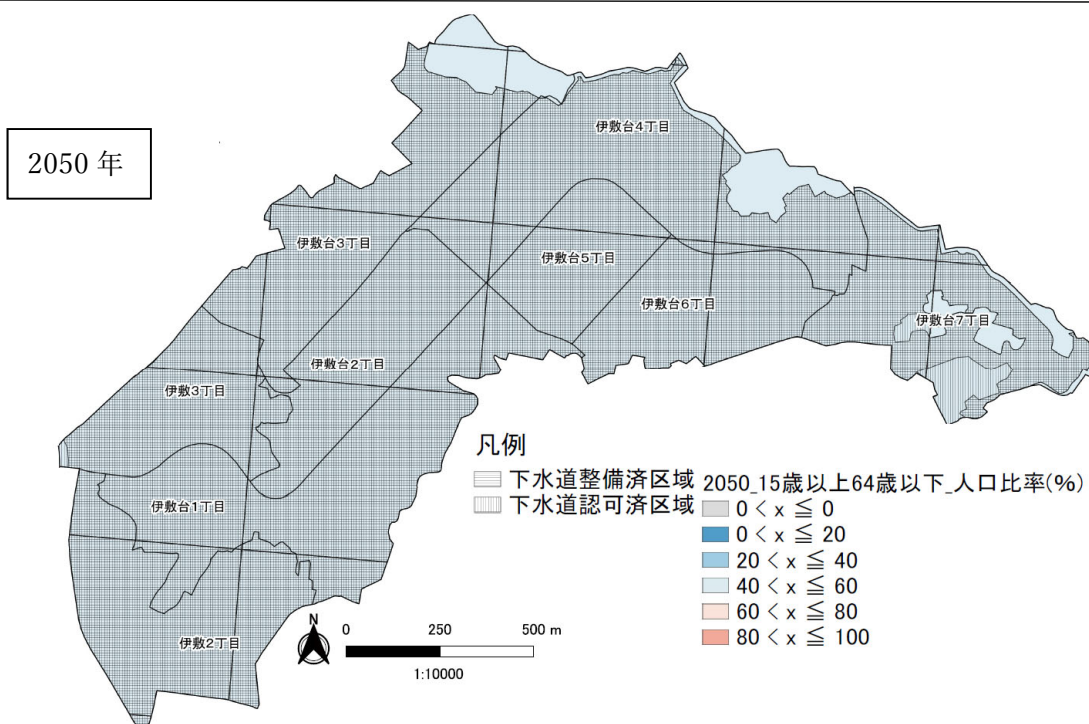 2050 年
伊敷台4丁目
伊敷台3丁目
伊敷台5丁目
伊敷台6丁目
伊敷台7丁目
伊敷台2丁目
伊敷3丁目
伊敷台1丁目
伊敷2丁目
凡例
下水道整備済区域
下水道認可済区域
2050_15歳以上64歳以下_人口比率(%)
0 < x ≦ 0
0 < x ≦ 20
20 < x ≦ 40
40 < x ≦ 60
60 < x ≦ 80
80 < x ≦ 100
N
0 250 500 m
1:10000